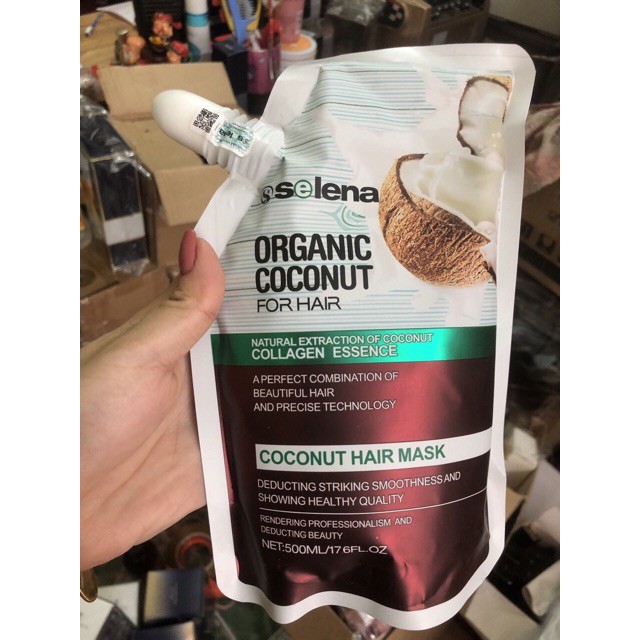 selena
ORGANIC
COCONUT
FOR HAIR
NATURAL EXTRACTION OF COCONUT
COLLAGEN ESSENCE
A PERFECT COMBINATION OF
BEAUTIFUL HAIR
AND PRECISE TECHNOLOGY
COCONUT HAIR MASK
DEDUCTING STRIKING SMOOTHNESS AND
SHOWING HEALTHY QUALITY
RENDERING PROFESSIONALISM AND
DEDUCTING BEAUTY
NET:500ML/17.6FL.OZ